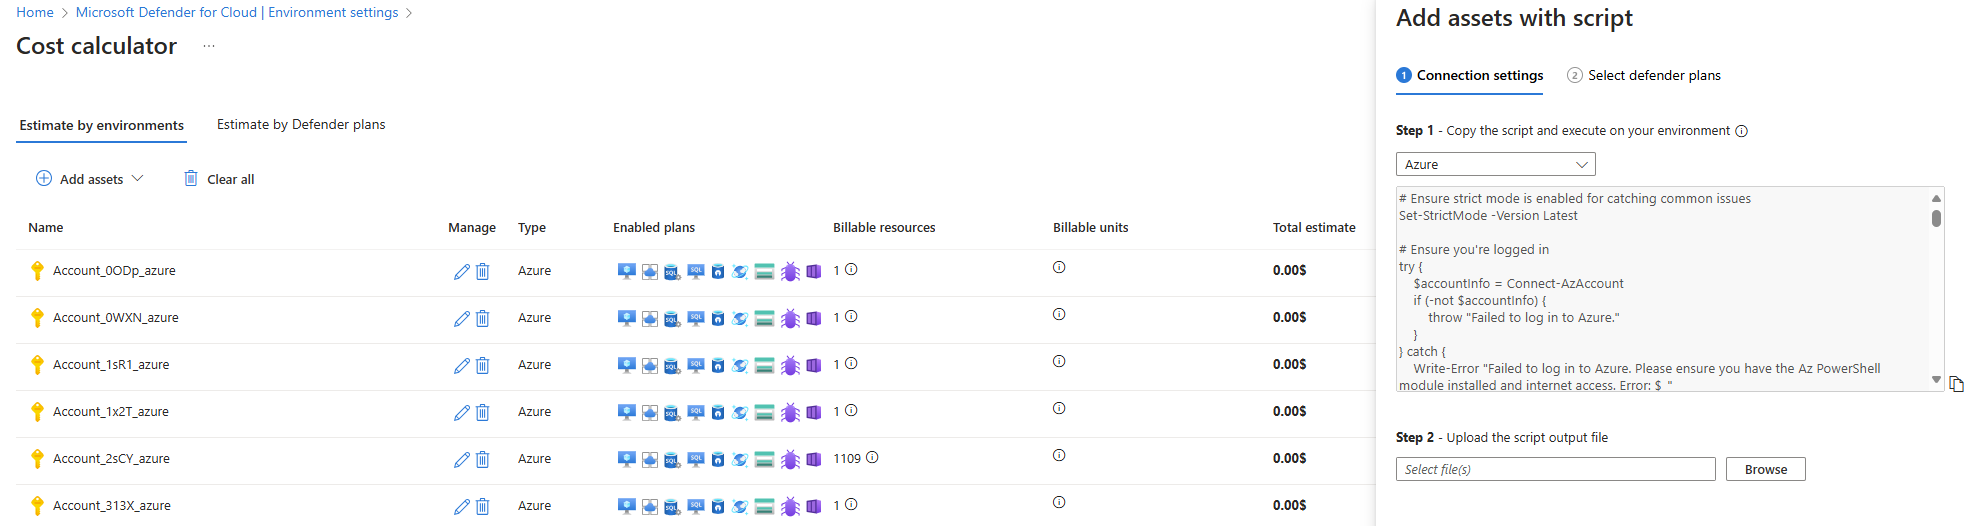 Home > Microsoft Defender for Cloud | Environment settings >
Cost calculator ...
Estimate by environments Estimate by Defender plans
Add assets Clear all
Name Manage Type Enabled plans Billable resources Billable units Total estimate
Account_0ODp_azure Azure 1 0.00$
Account_0WXN_azure Azure 1 0.00$
Account_1sR1_azure Azure 1 0.00$
Account_1x2T_azure Azure 1 0.00$
Account_2sCY_azure Azure 1109 0.00$
Account_313X_azure Azure 1 0.00$
Add assets with script
1 Connection settings 2 Select defender plans
Step 1 - Copy the script and execute on your environment
Azure
# Ensure strict mode is enabled for catching common issues
Set-StrictMode -Version Latest
# Ensure you're logged in
try {
$accountInfo = Connect-AzAccount
if (-not $accountInfo) {
throw "Failed to log in to Azure."
}
} catch {
Write-Error "Failed to log in to Azure. Please ensure you have the Az PowerShell
module installed and internet access. Error: $_"
Step 2 - Upload the script output file
Select file(s) Browse